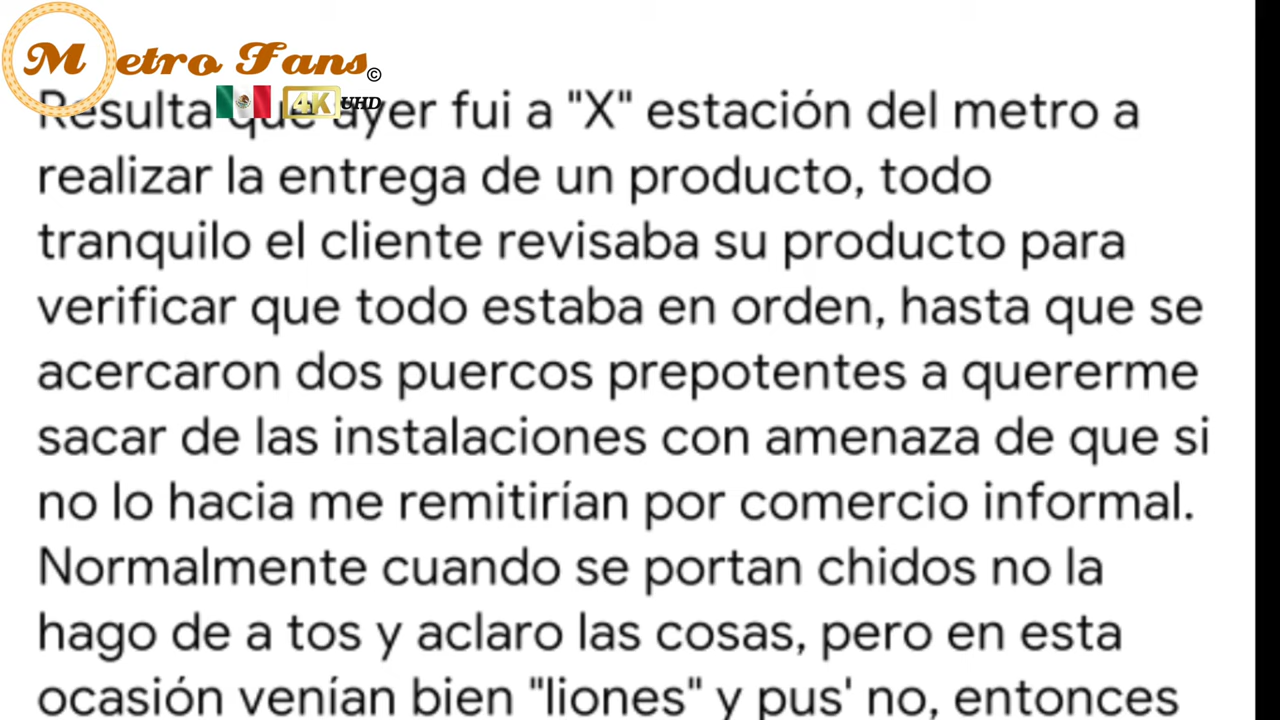 Metro Fans©
4K UHD
Resulta que ayer fui a "X" estación del metro a
realizar la entrega de un producto, todo
tranquilo el cliente revisaba su producto para
verificar que todo estaba en orden, hasta que se
acercaron dos puercos prepotentes a quererme
sacar de las instalaciones con amenaza de que si
no lo hacia me remitirían por comercio informal.
Normalmente cuando se portan chidos no la
hago de a tos y aclaro las cosas, pero en esta
ocasión venían bien "liones" y pus' no, entonces